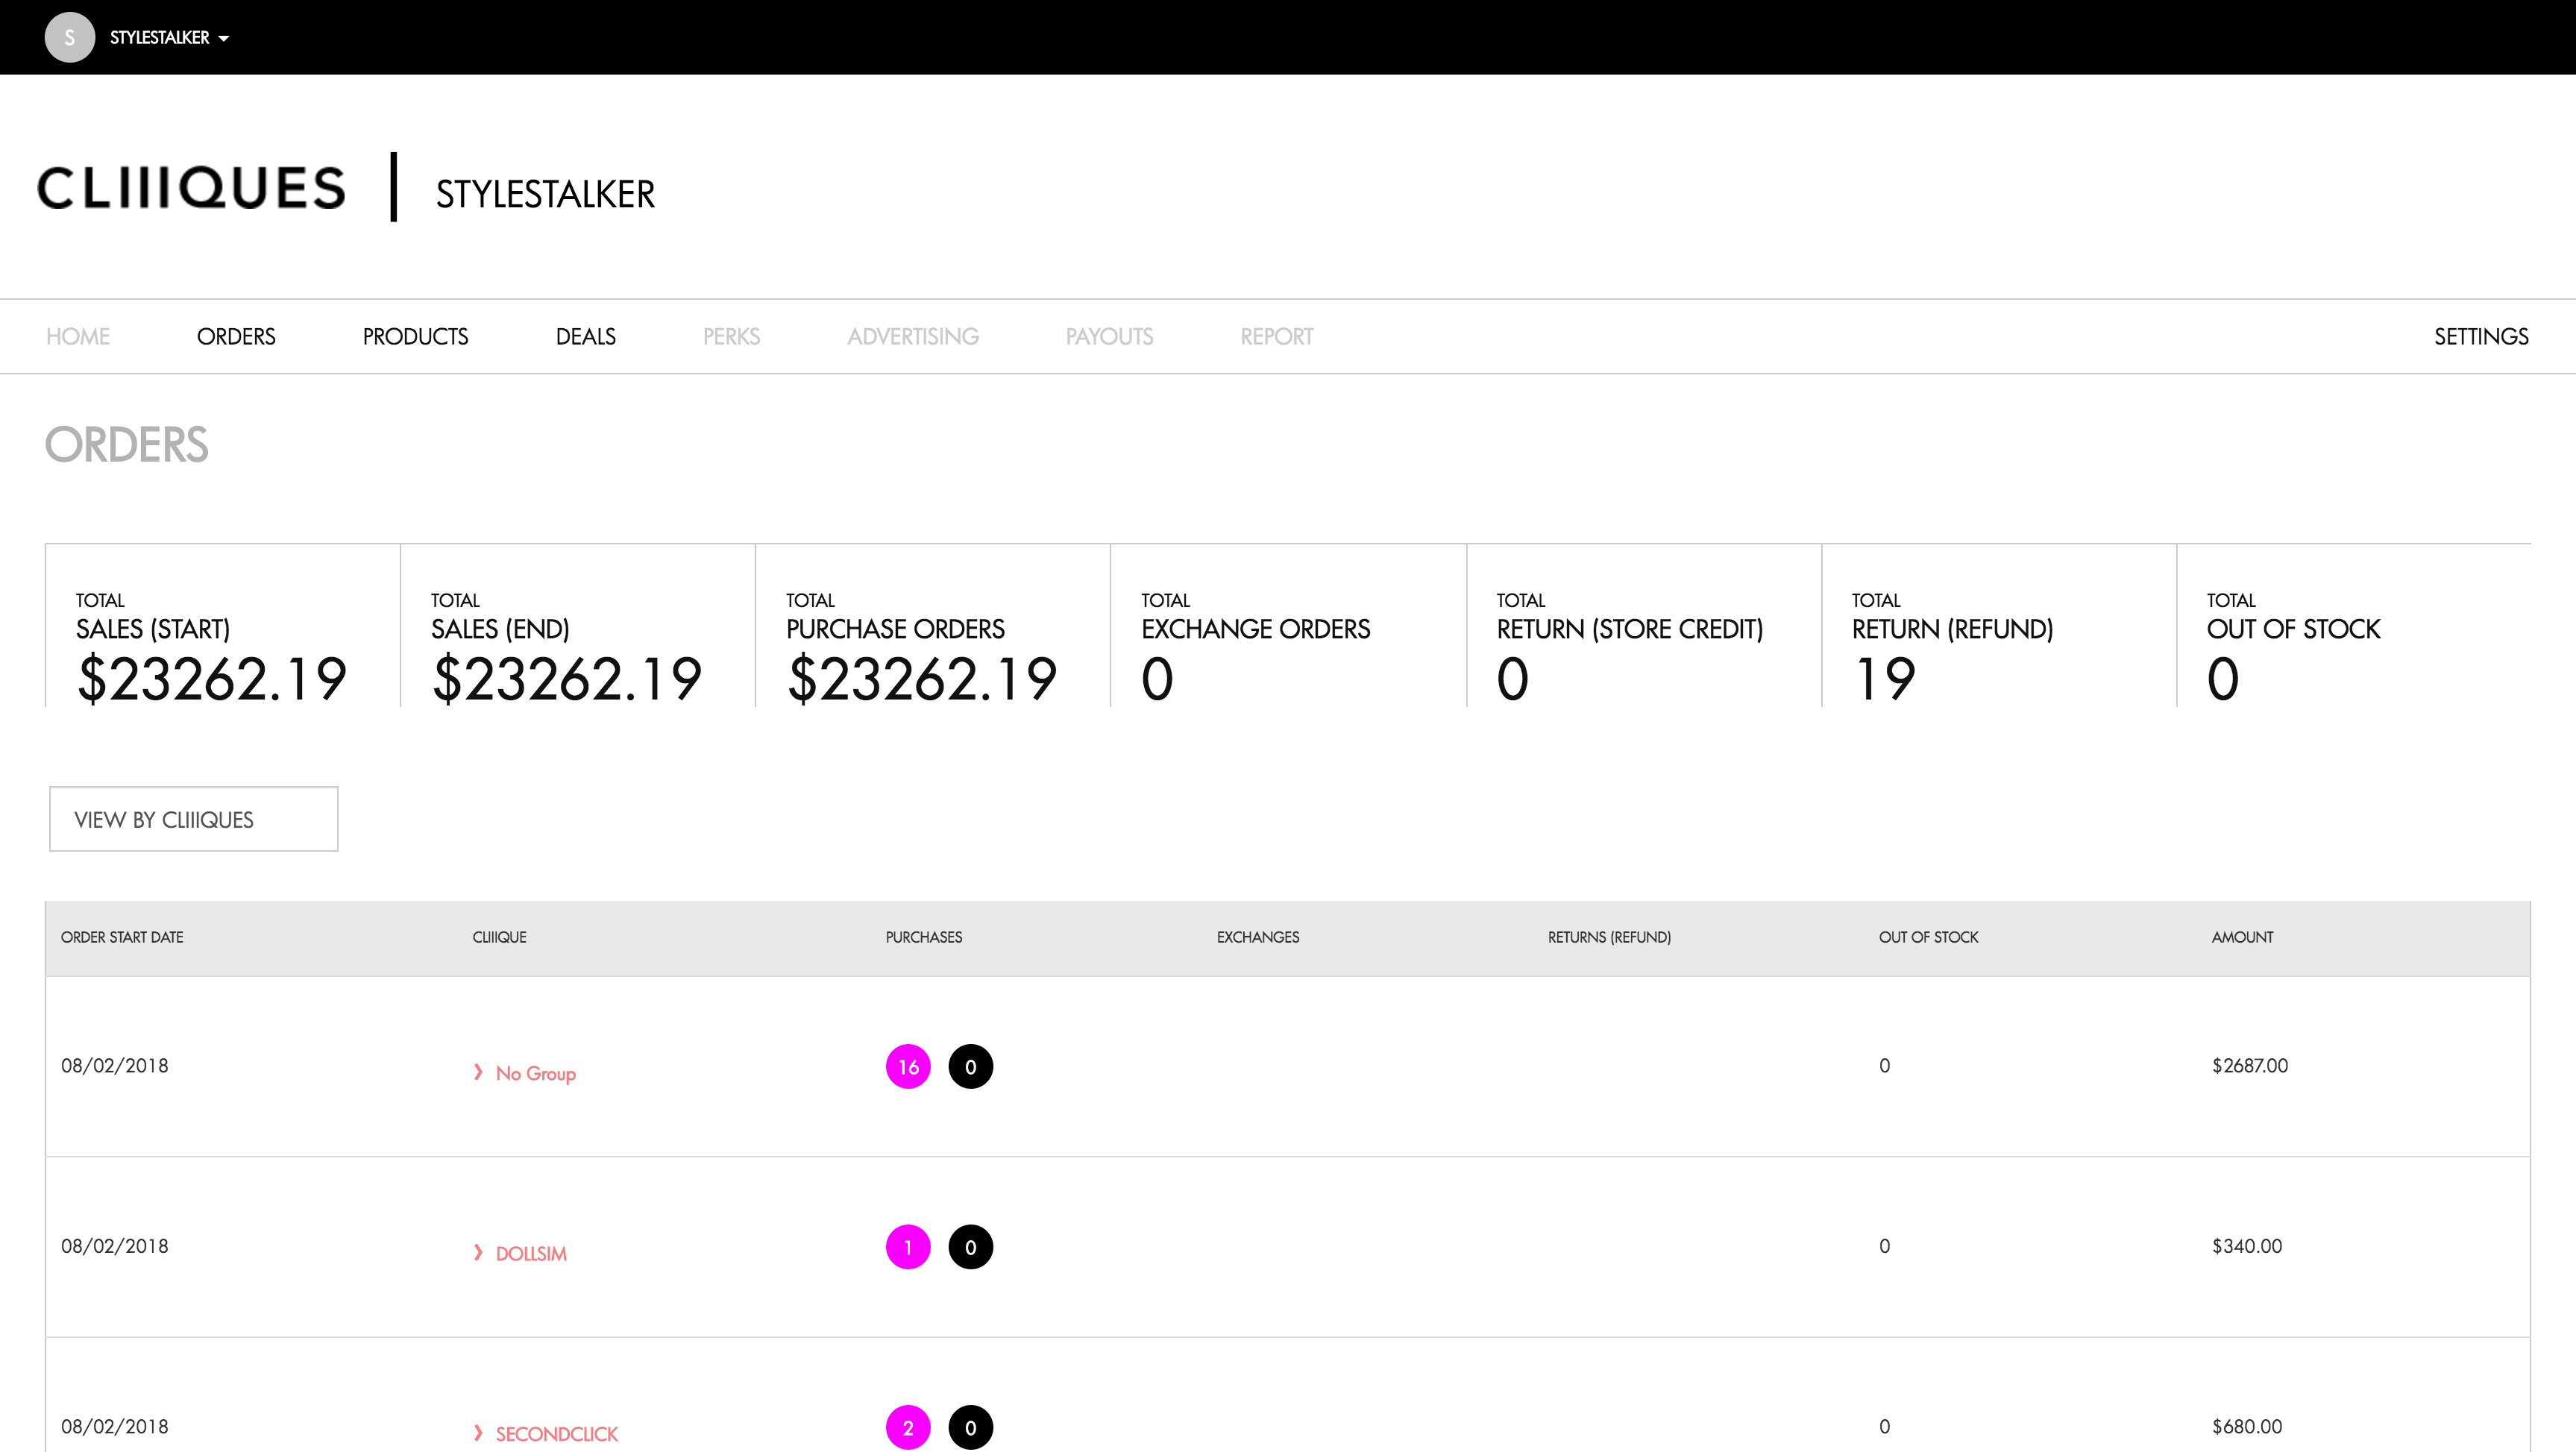 S STYLESTALKER
CLIIIQUES | STYLESTALKER
HOME ORDERS PRODUCTS DEALS PERKS ADVERTISING PAYOUTS REPORT SETTINGS
ORDERS
TOTAL TOTAL TOTAL TOTAL TOTAL TOTAL TOTAL
SALES (START) SALES (END) PURCHASE ORDERS EXCHANGE ORDERS RETURN (STORE CREDIT) RETURN (REFUND) OUT OF STOCK
$23262.19 $23262.19 $23262.19 0 0 19 0
VIEW BY CLIIIQUES
ORDER START DATE CLIIIQUE PURCHASES EXCHANGES RETURNS (REFUND) OUT OF STOCK AMOUNT
08/02/2018 No Group 16 0 0 $2687.00
08/02/2018 DOLLSIM 1 0 0 $340.00
08/02/2018 SECONDCLICK 2 0 0 $680.00